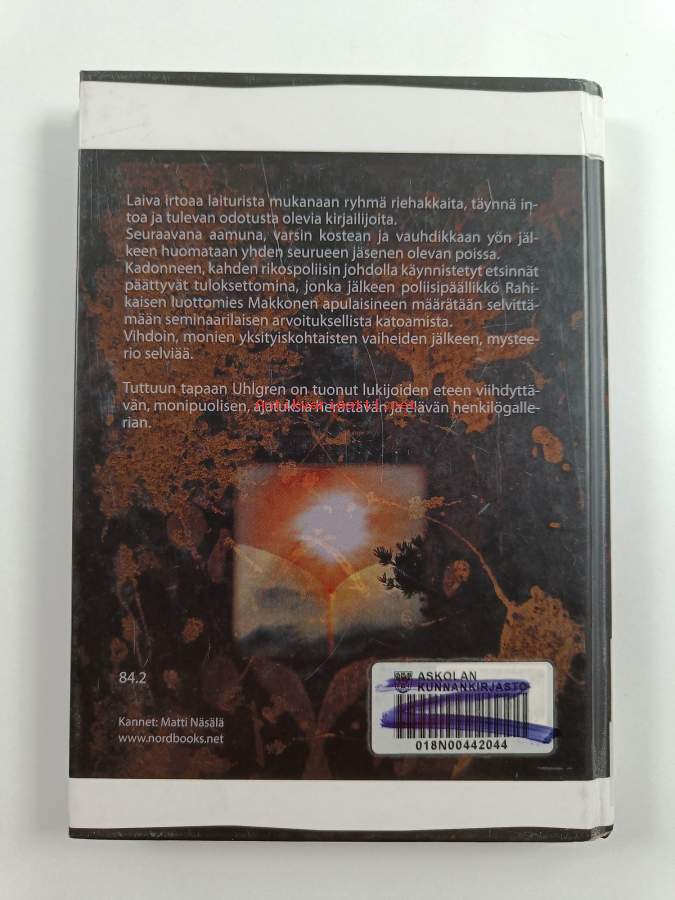 Laiva irtoaa laiturista mukanaan ryhmä riehakkaita, täynnä in-
toa ja tulevan odotusta olevia kirjailijoita.
Seuraavana aamuna, varsin kostean ja vauhdikkaan yön jäl-
keen huomataan yhden seurueen jäsenen olevan poissa.
Kadonneen, kahden rikospoliisin johdolla käynnistetyt etsinnät
päättyvät tuloksettomina, jonka jälkeen poliisipäällikkö Rahi-
kaisen luottomies Makkonen apulaisineen määrätään selvittä-
mään seminaarilaisen arvoituksellista katoamista.
Vihdoin, monien yksityiskohtaisten vaiheiden jälkeen, mystee-
rio selviää.
Tuttuun tapaan Uhlgren on tuonut lukijoiden eteen viihdyttä-
vän, monipuolisen, ajatuksia herättävän ja elävän henkilögalle-
rian.
84.2
Kannet: Matti Näsälä
www.nordbooks.net
ASKOLAN
KUNNANKIRJASTO
018N00442044